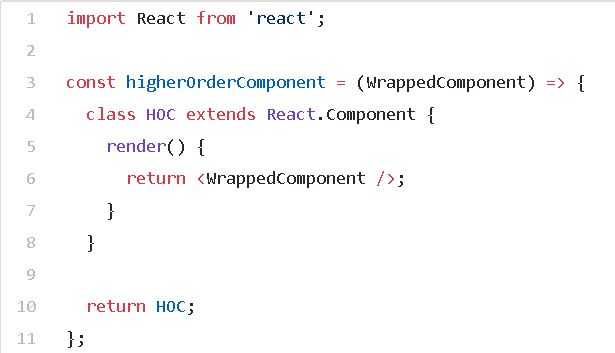 1 import React from 'react';
2
3 const higherOrderComponent = (WrappedComponent) => {
4   class HOC extends React.Component {
5     render() {
6       return <WrappedComponent />;
7     }
8   }
9
10   return HOC;
11 };